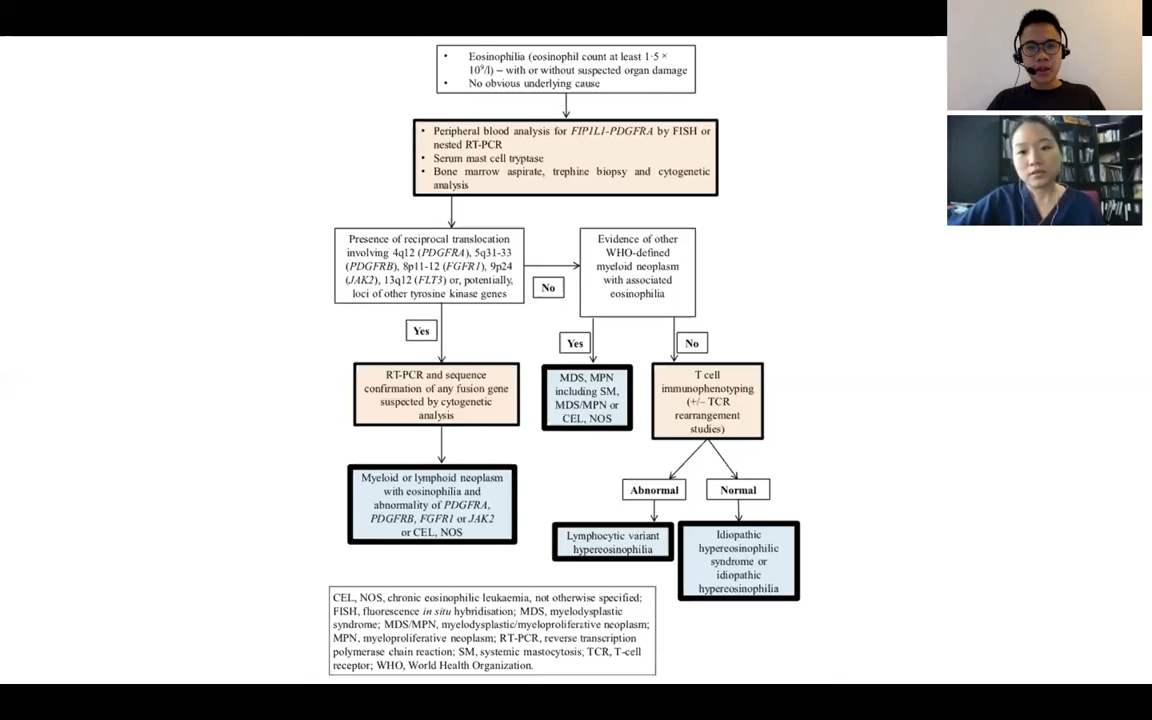 • Eosinophilia (eosinophil count at least 1·5 ×
10⁹/l) – with or without suspected organ damage
• No obvious underlying cause
• Peripheral blood analysis for FIP1L1-PDGFRA by FISH or
nested RT-PCR
• Serum mast cell tryptase
• Bone marrow aspirate, trephine biopsy and cytogenetic
analysis
Presence of reciprocal translocation
involving 4q12 (PDGFRA), 5q31-33
(PDGFRB), 8p11-12 (FGFR1), 9p24
(JAK2), 13q12 (FLT3) or, potentially,
loci of other tyrosine kinase genes
No
Evidence of other
WHO-defined
myeloid neoplasm
with associated
eosinophilia
Yes
Yes
No
RT-PCR and sequence
confirmation of any fusion gene
suspected by cytogenetic
analysis
MDS, MPN
including SM,
MDS/MPN or
CEL, NOS
T cell
immunophenotyping
(+/– TCR
rearrangement
studies)
Myeloid or lymphoid neoplasm
with eosinophilia and
abnormality of PDGFRA,
PDGFRB, FGFR1 or JAK2
or CEL, NOS
Abnormal
Normal
Lymphocytic variant
hypereosinophilia
Idiopathic
hypereosinophilic
syndrome or
idiopathic
hypereosinophilia
CEL, NOS, chronic eosinophilic leukaemia, not otherwise specified;
FISH, fluorescence in situ hybridisation; MDS, myelodysplastic
syndrome; MDS/MPN, myelodysplastic/myeloproliferative neoplasm;
MPN, myeloproliferative neoplasm; RT-PCR, reverse transcription
polymerase chain reaction; SM, systemic mastocytosis; TCR, T-cell
receptor; WHO, World Health Organization.